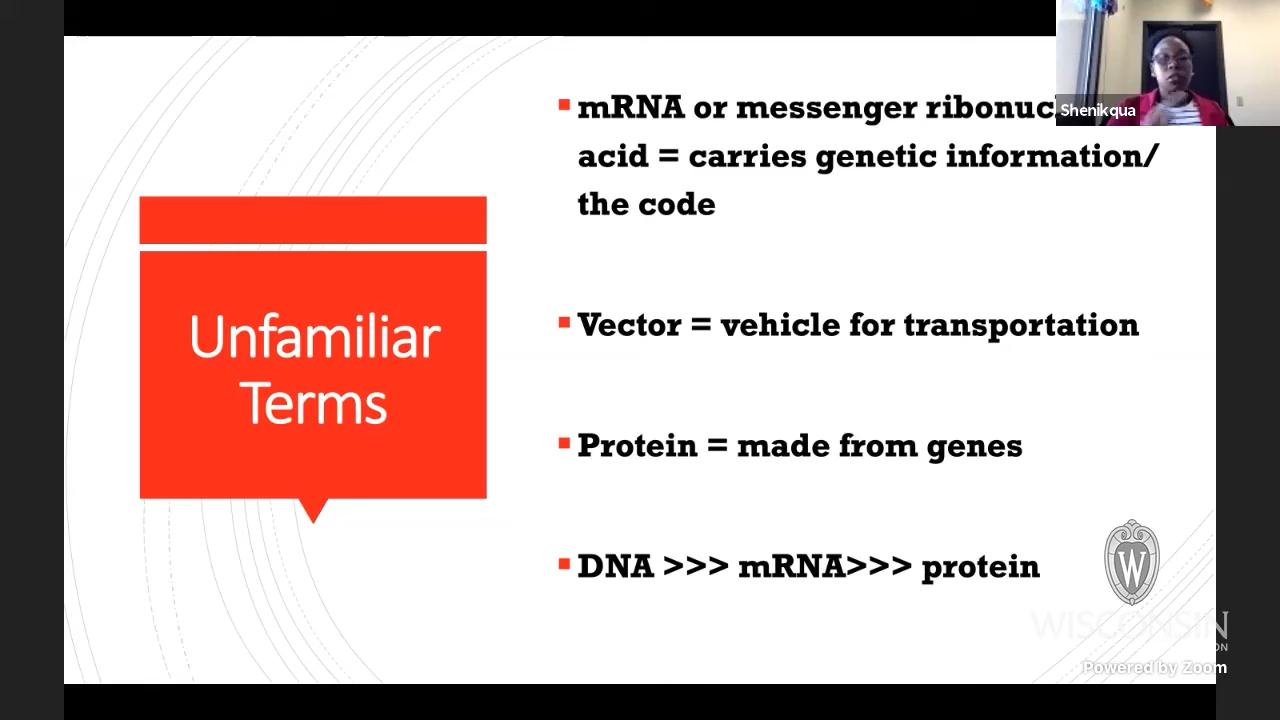 mRNA or messenger
Shenikqua
acid = carries genetic information/
the code
Unfamiliar
Terms
Vector = vehicle for transportation
Protein = made from genes
DNA >>> mRNA>>> protein
W
WISCONSIN
Powered by Zoom